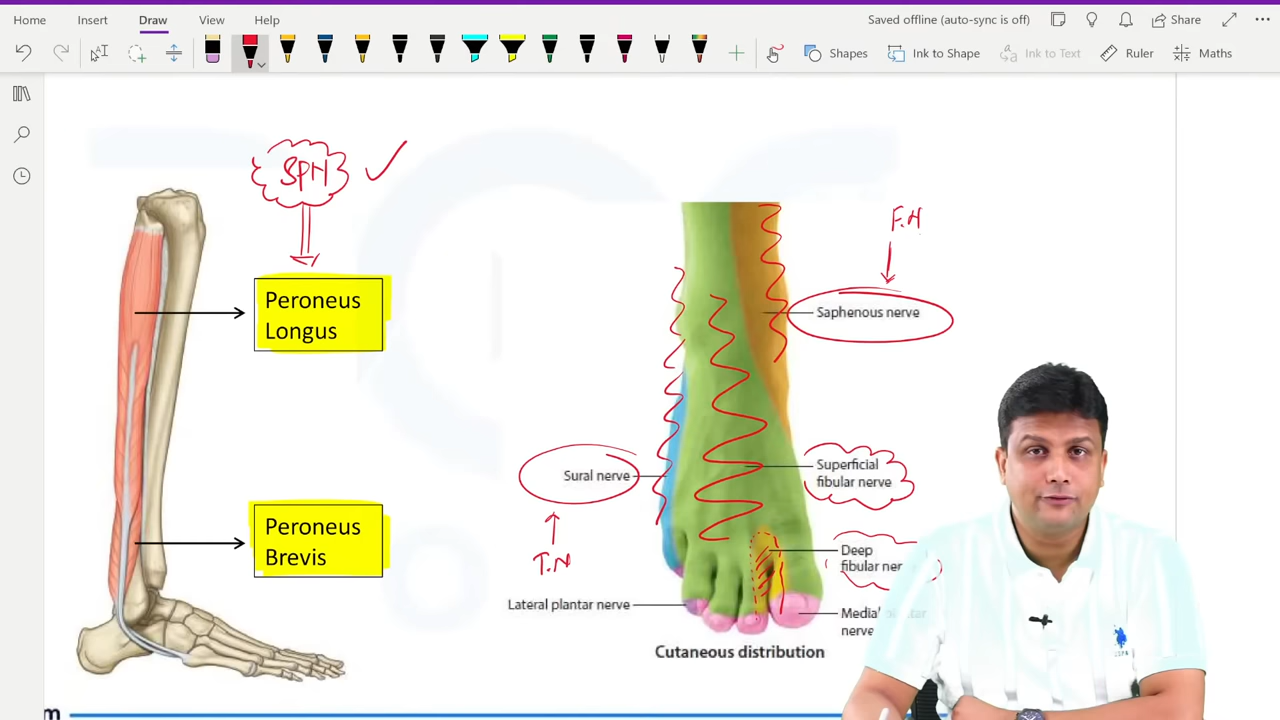 Home Insert Draw View Help Saved offline (auto-sync is off) Share
Ink to Shape Ink to Text Ruler Maths Shapes
SPN
F.N
Peroneus
Longus
Saphenous nerve
Superficial
fibular nerve
Sural nerve
Peroneus
Brevis
T.N
Deep
fibular ner
Lateral plantar nerve
Medial
nerve
Cutaneous distribution
m